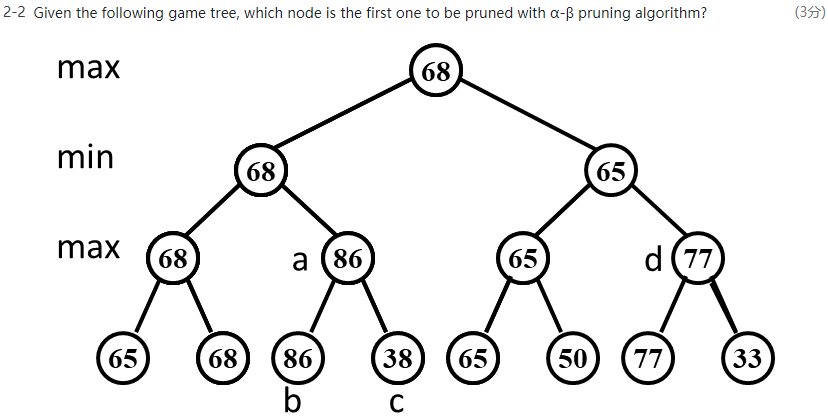 2-2 Given the following game tree, which node is the first one to be pruned with α-β pruning algorithm? (3分)
max 68
min 68 65
max 68 a 86 65 d 77
65 68 86 38 65 50 77 33
b c